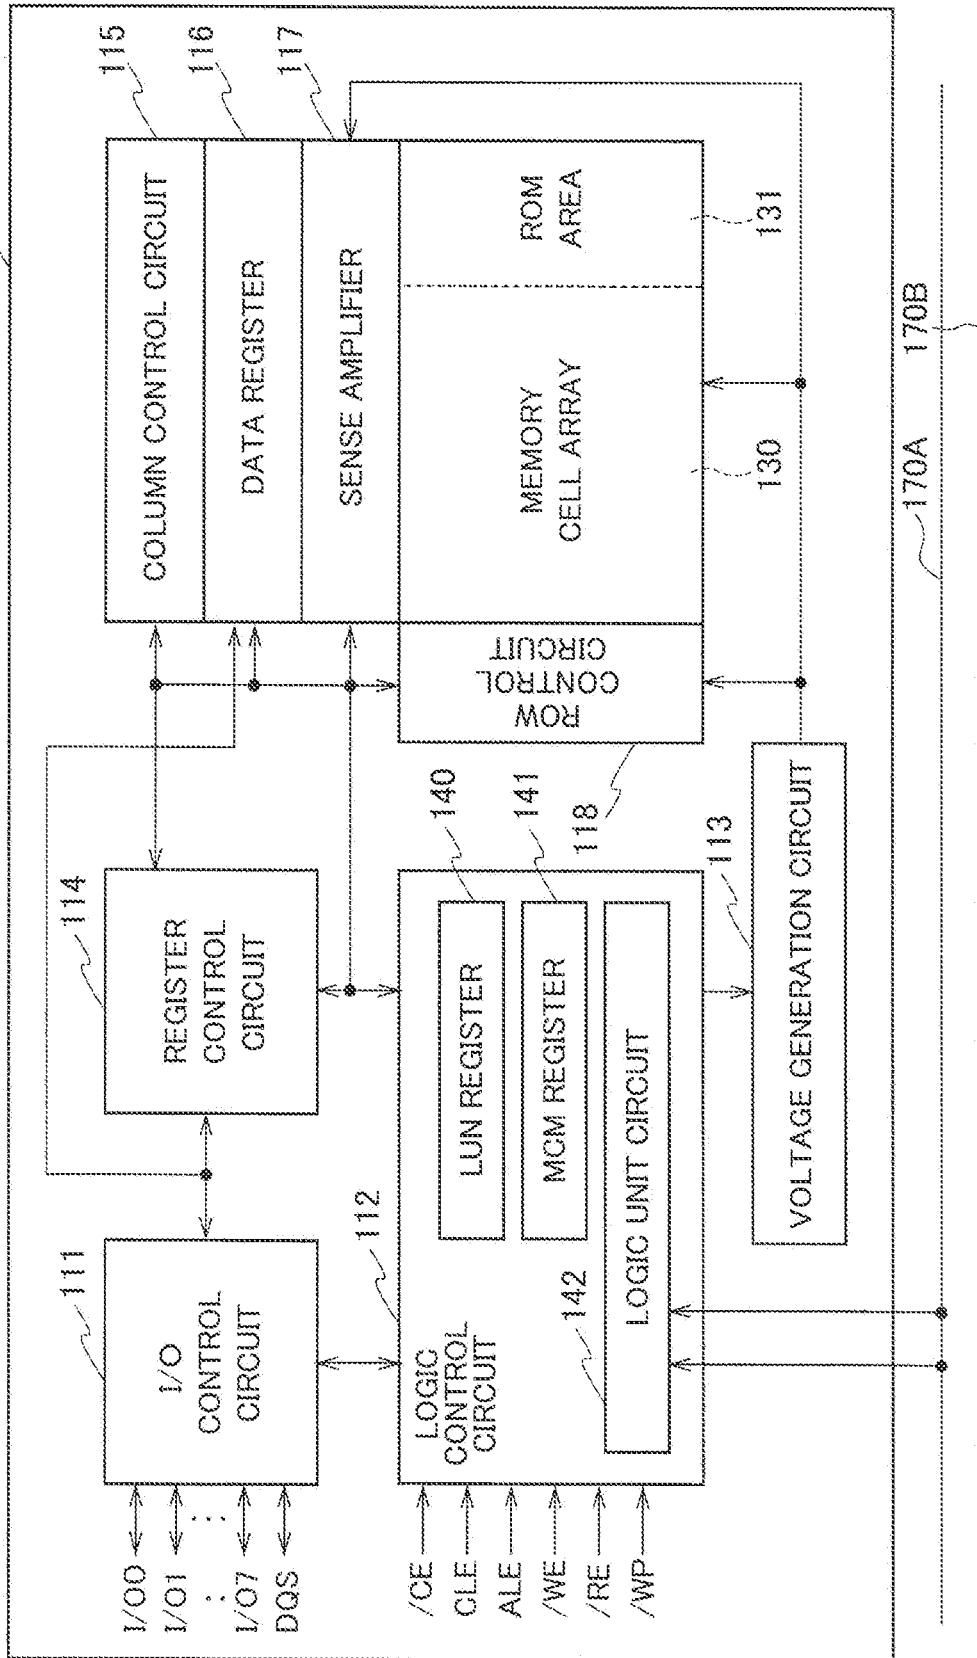 111
I/O
CONTROL
CIRCUIT
I/O0
I/O1
:
:
I/O7
DQS
114
REGISTER
CONTROL
CIRCUIT
COLUMN CONTROL CIRCUIT
115
DATA REGISTER
116
SENSE AMPLIFIER
117
112
LOGIC
CONTROL
CIRCUIT
/CE
CLE
ALE
/WE
/RE
/WP
LUN REGISTER
140
MCM REGISTER
141
142
LOGIC UNIT CIRCUIT
ROW
CONTROL
CIRCUIT
118
MEMORY
CELL ARRAY
130
ROM
AREA
131
113
VOLTAGE GENERATION CIRCUIT
170A
170B